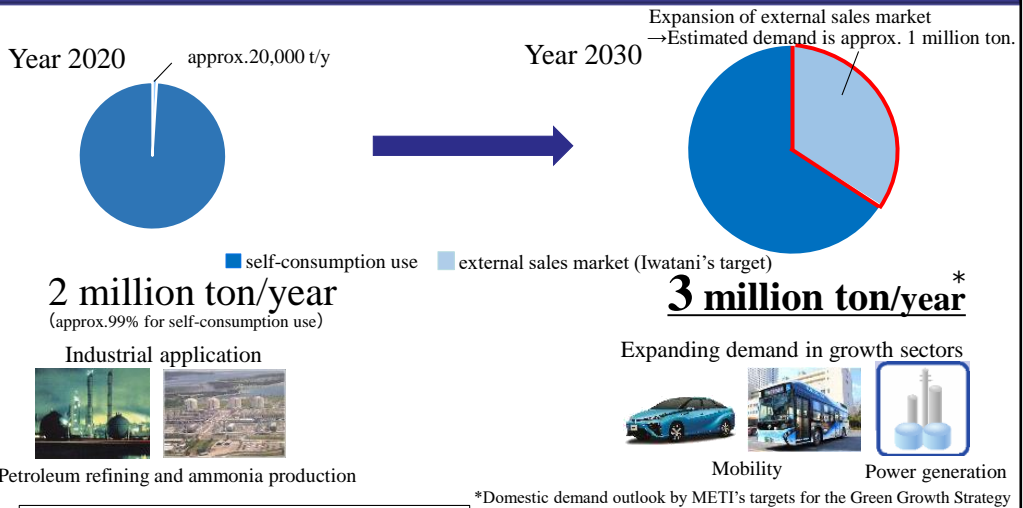 Expansion of external sales market
→Estimated demand is approx. 1 million ton.
Year 2020
approx.20,000 t/y
Year 2030
self-consumption use
external sales market (Iwatani's target)
2 million ton/year
(approx.99% for self-consumption use)
3 million ton/year*
Industrial application
Expanding demand in growth sectors
Petroleum refining and ammonia production
Mobility
Power generation
*Domestic demand outlook by METI's targets for the Green Growth Strategy